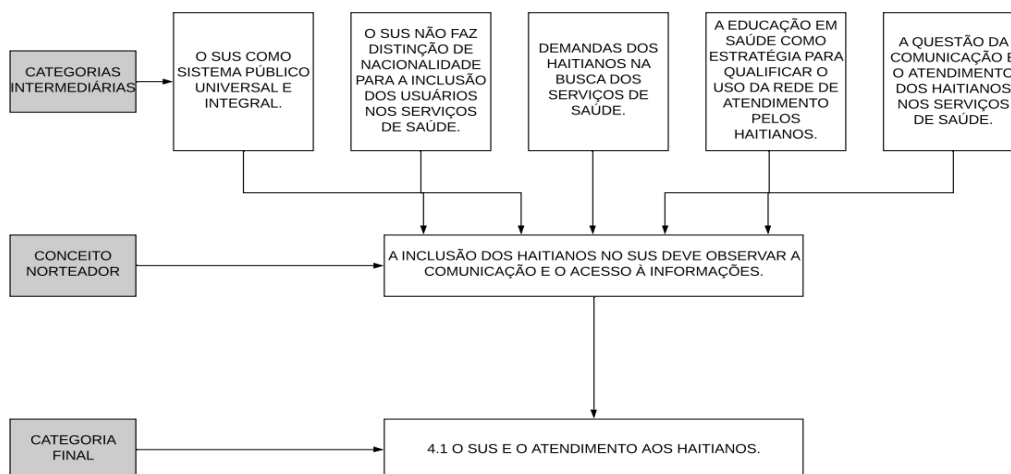 CATEGORIAS
INTERMEDIÁRIAS
O SUS COMO
SISTEMA PÚBLICO
UNIVERSAL E
INTEGRAL.
O SUS NÃO FAZ
DISTINÇÃO DE
NACIONALIDADE
PARA A INCLUSÃO
DOS USUÁRIOS
NOS SERVIÇOS
DE SAÚDE.
DEMANDAS DOS
HAITIANOS NA
BUSCA DOS
SERVIÇOS DE
SAÚDE.
A EDUCAÇÃO EM
SAÚDE COMO
ESTRATÉGIA PARA
QUALIFICAR O
USO DA REDE DE
ATENDIMENTO
PELOS
HAITIANOS.
A QUESTÃO DA
COMUNICAÇÃO E
O ATENDIMENTO
DOS HAITIANOS
NOS SERVIÇOS
DE SAÚDE.
CONCEITO
NORTEADOR
A INCLUSÃO DOS HAITIANOS NO SUS DEVE OBSERVAR A
COMUNICAÇÃO E O ACESSO À INFORMAÇÕES.
CATEGORIA
FINAL
4.1 O SUS E O ATENDIMENTO AOS HAITIANOS.